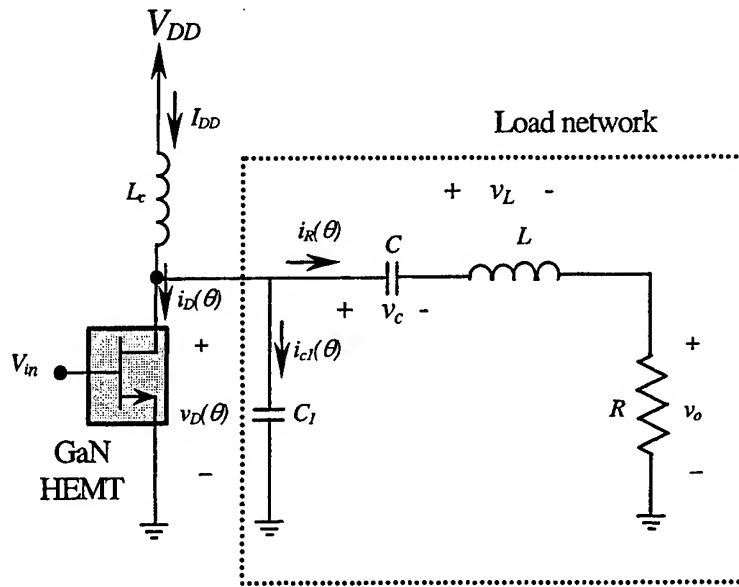 V_DD
I_DD
Load network
+ v_L -
L_c
i_R(θ)
C
L
i_D(θ)
+ v_c -
V_in
+
i_c1(θ)
+
v_D(θ)
C_1
R
v_o
GaN
HEMT
-
-